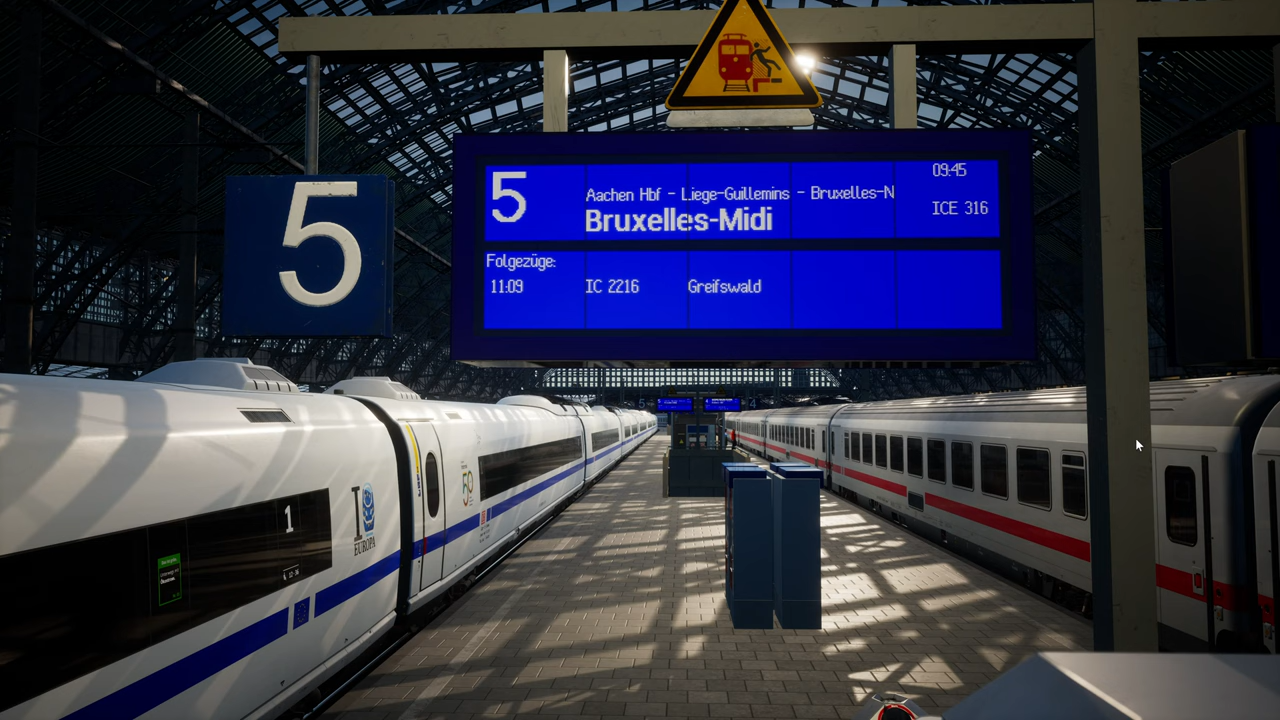 5
5
Aachen Hbf - Liege-Guillemins - Bruxelles-N
Bruxelles-Midi
09:45
ICE 316
Folgezüge:
11:09 IC 2216 Greifswald
1
I
EUROPA
50